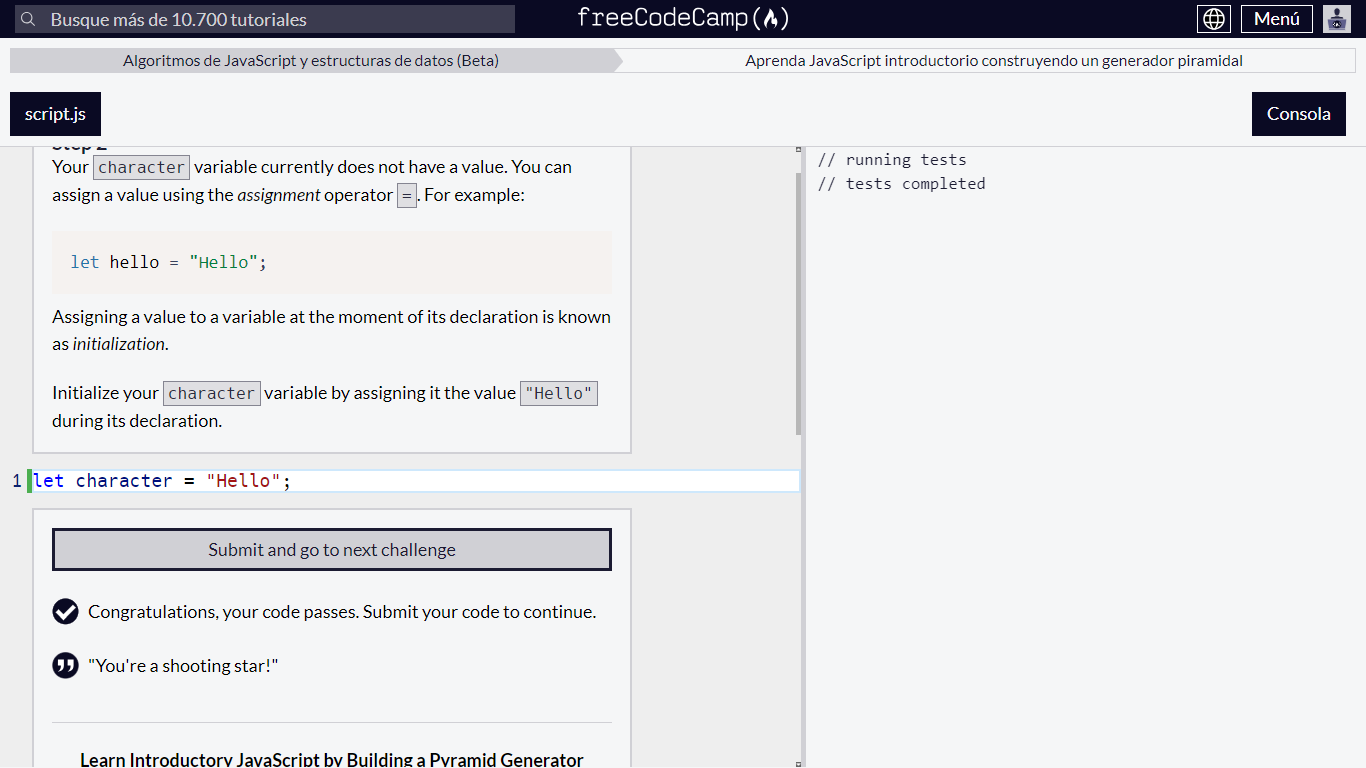 Busque más de 10.700 tutoriales
freeCodeCamp
Menú
Algoritmos de JavaScript y estructuras de datos (Beta)
Aprenda JavaScript introductorio construyendo un generador piramidal
script.js
Consola
Step 2
Your character variable currently does not have a value. You can
assign a value using the assignment operator =. For example:
let hello = "Hello";
Assigning a value to a variable at the moment of its declaration is known
as initialization.
Initialize your character variable by assigning it the value "Hello"
during its declaration.
1 let character = "Hello";
Submit and go to next challenge
Congratulations, your code passes. Submit your code to continue.
"You're a shooting star!"
Learn Introductory JavaScript by Building a Pyramid Generator
// running tests
// tests completed